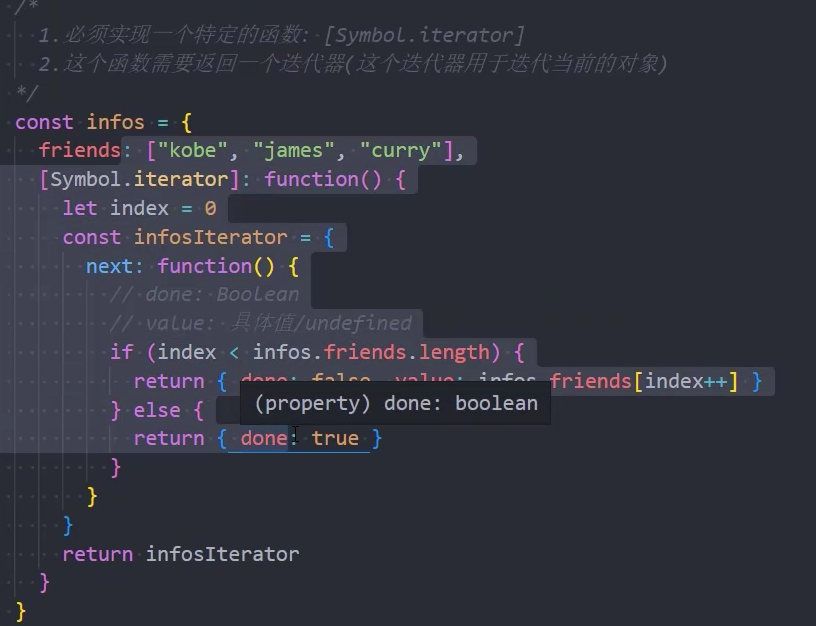 /*
1.必须实现一个特定的函数: [Symbol.iterator]
2.这个函数需要返回一个迭代器(这个迭代器用于迭代当前的对象)
*/
const infos = {
friends: ["kobe", "james", "curry"],
[Symbol.iterator]: function() {
let index = 0
const infosIterator = {
next: function() {
// done: Boolean
// value: 具体值/undefined
if (index < infos.friends.length) {
return { done: false, value: infos.friends[index++] }
(property) done: boolean
} else {
return { done: true }
}
}
}
return infosIterator
}
}